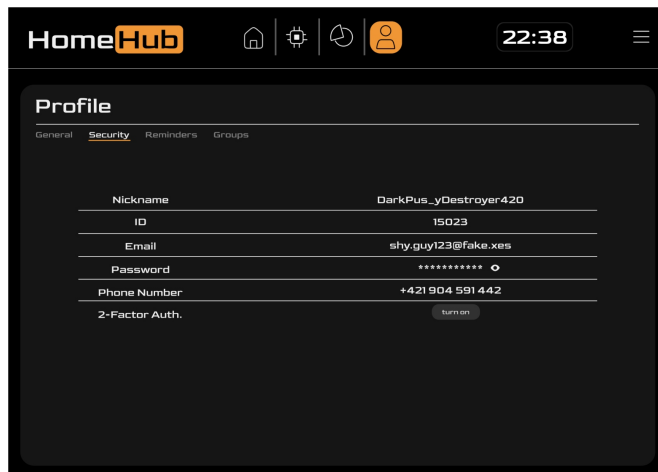 HomeHub
22:38
Profile
General Security Reminders Groups
Nickname DarkPus_yDestroyer420
ID 15023
Email shy.guy123@fake.xes
Password ***********
Phone Number +421 904 591 442
2-Factor Auth. turn on